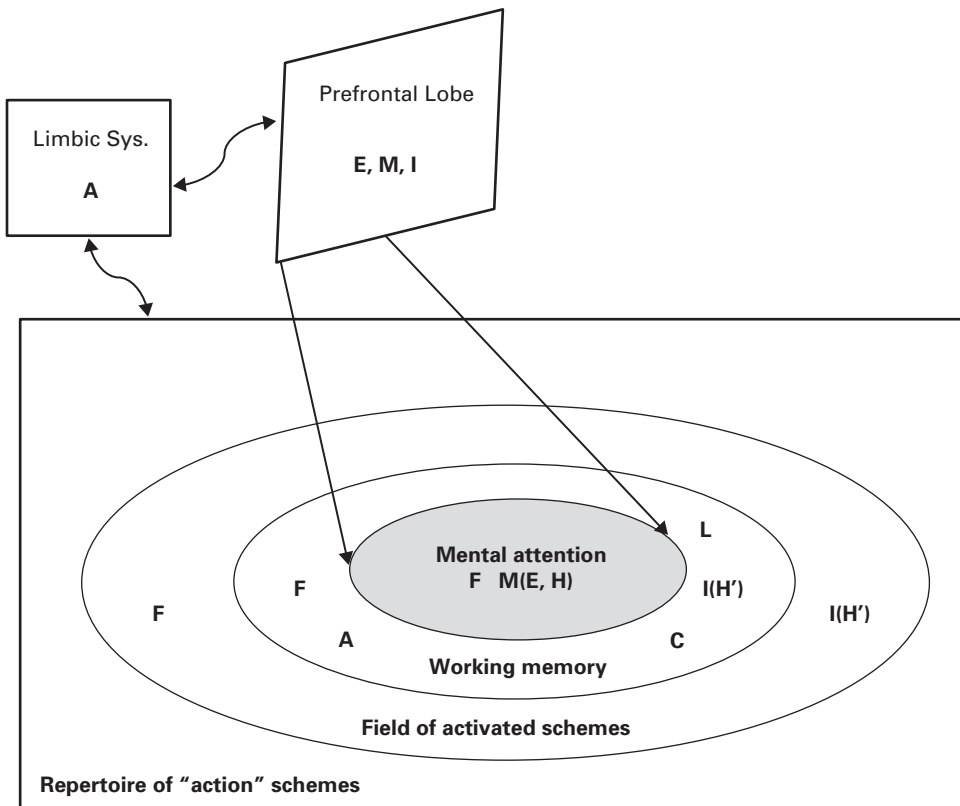 Prefrontal Lobe
E, M, I
Limbic Sys.
A
Mental attention
F M(E, H)
L
F
I(H′)
F
I(H′)
A
C
Working memory
Field of activated schemes
Repertoire of “action” schemes